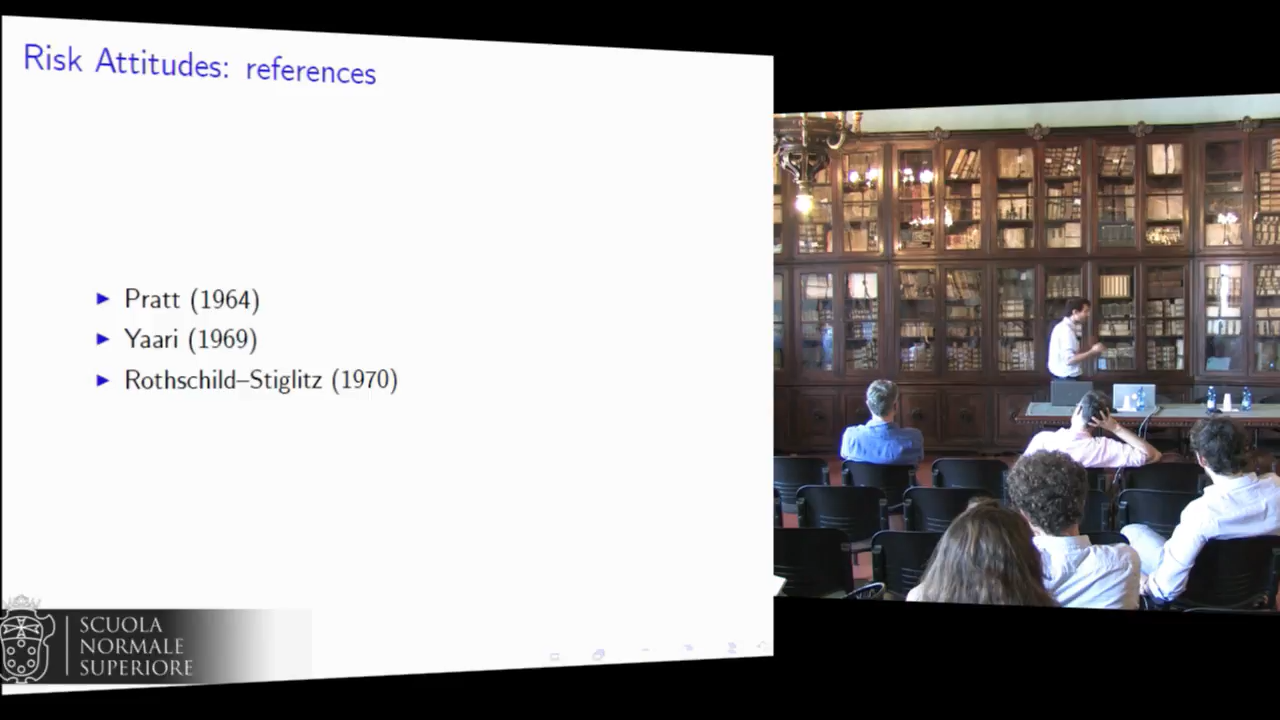 Risk Attitudes: references
▶ Pratt (1964)
▶ Yaari (1969)
▶ Rothschild–Stiglitz (1970)
SCUOLA
NORMALE
SUPERIORE